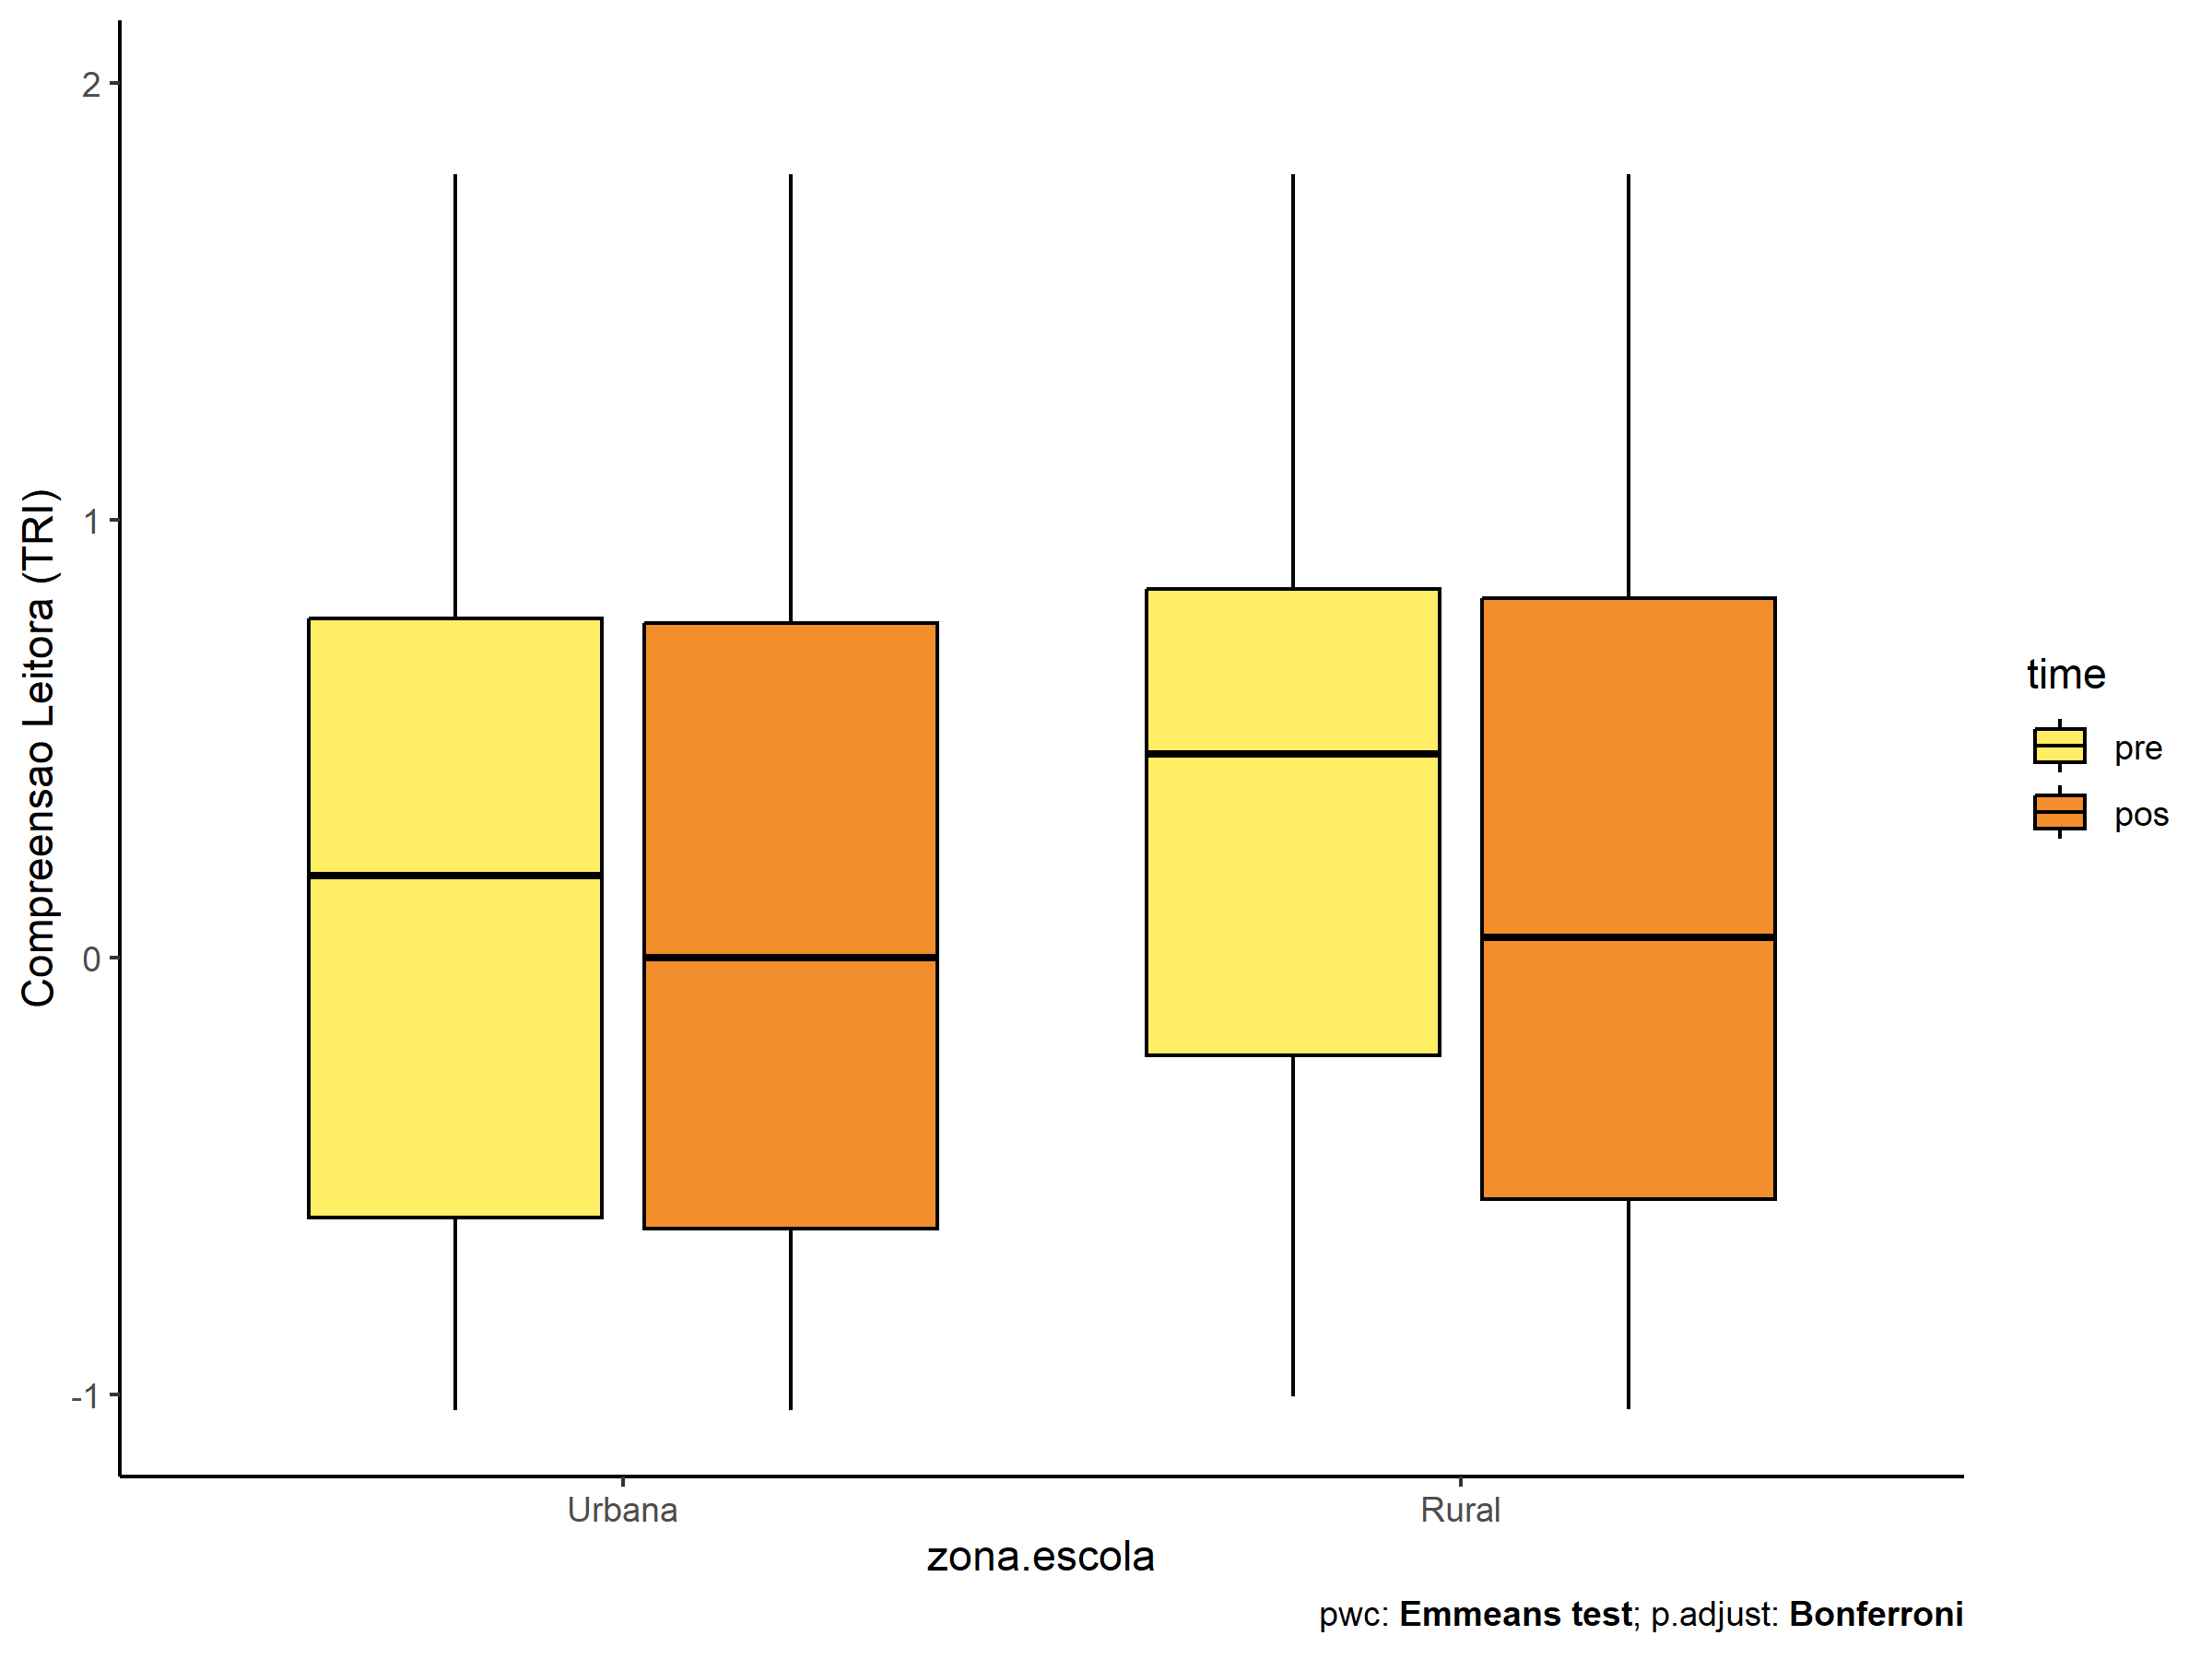 2
1
0
-1
Compreensao Leitora (TRI)
Urbana
Rural
zona.escola
time
pre
pos
pwc: Emmeans test; p.adjust: Bonferroni